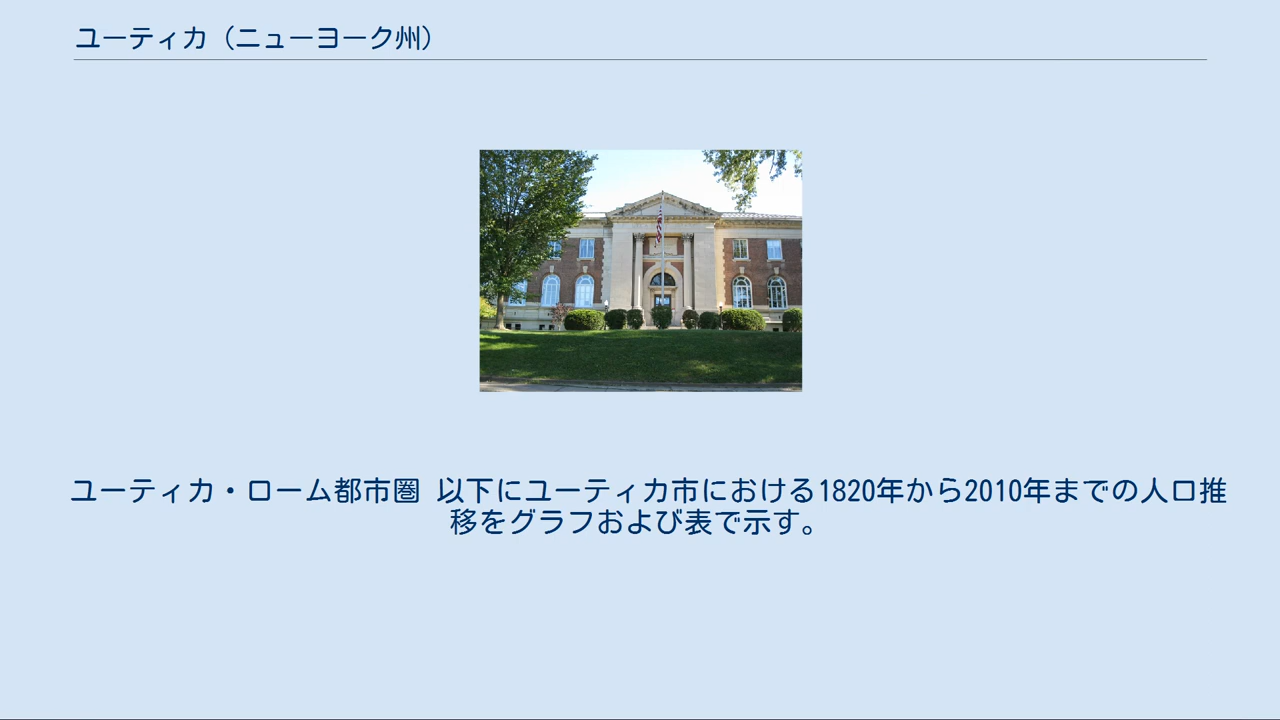 ユーティカ（ニューヨーク州）
ユーティカ・ローム都市圏 以下にユーティカ市における1820年から2010年までの人口推
移をグラフおよび表で示す。